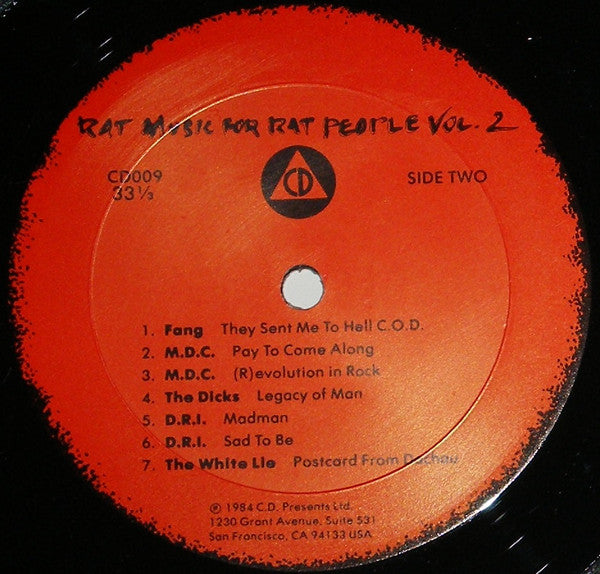 RAT MUSIC FOR RAT PEOPLE VOL. 2
CD009
33 ⅓
CD
SIDE TWO
1. Fang They Sent Me To Hell C.O.D.
2. M.D.C. Pay To Come Along
3. M.D.C. (R)evolution in Rock
4. The Dicks Legacy of Man
5. D.R.I. Madman
6. D.R.I. Sad To Be
7. The White Lie Postcard From Dachau
℗ 1984 C.D. Presents Ltd.
1230 Grant Avenue, Suite 531
San Francisco, CA 94133 USA